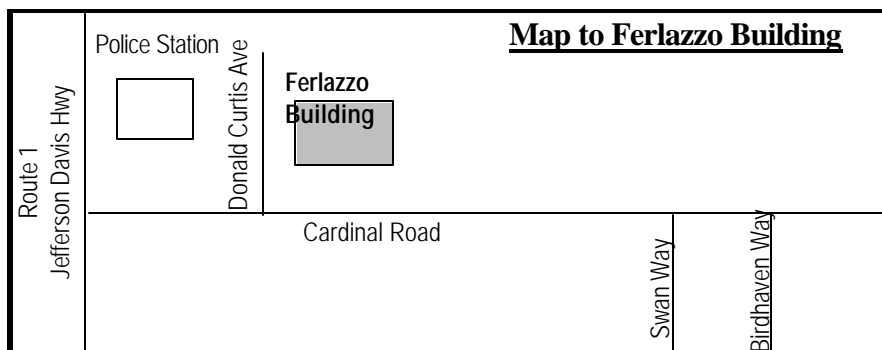 Map to Ferlazzo Building
Police Station
Donald Curtis Ave
Ferlazzo
Building
Route 1
Jefferson Davis Hwy
Cardinal Road
Swan Way
Birdhaven Way